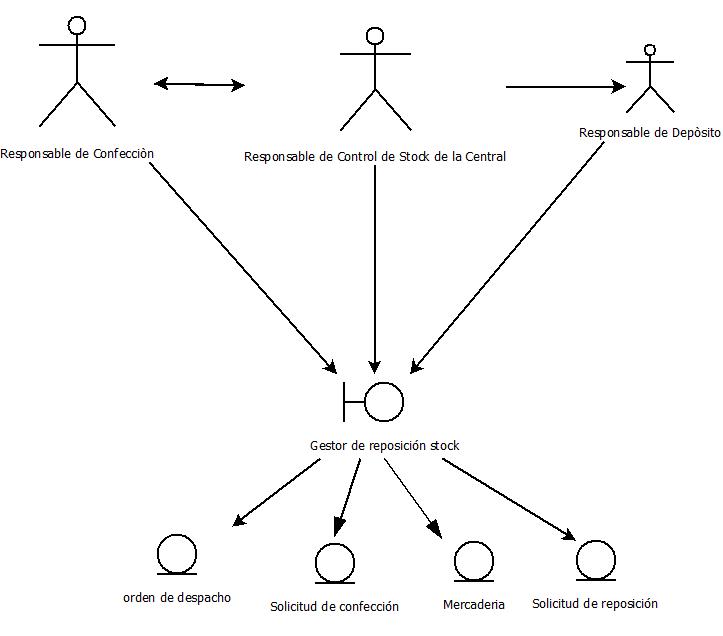 Responsable de Confecciòn
Responsable de Control de Stock de la Central
Responsable de Depòsito
Gestor de reposición stock
orden de despacho
Solicitud de confección
Mercaderia
Solicitud de reposición